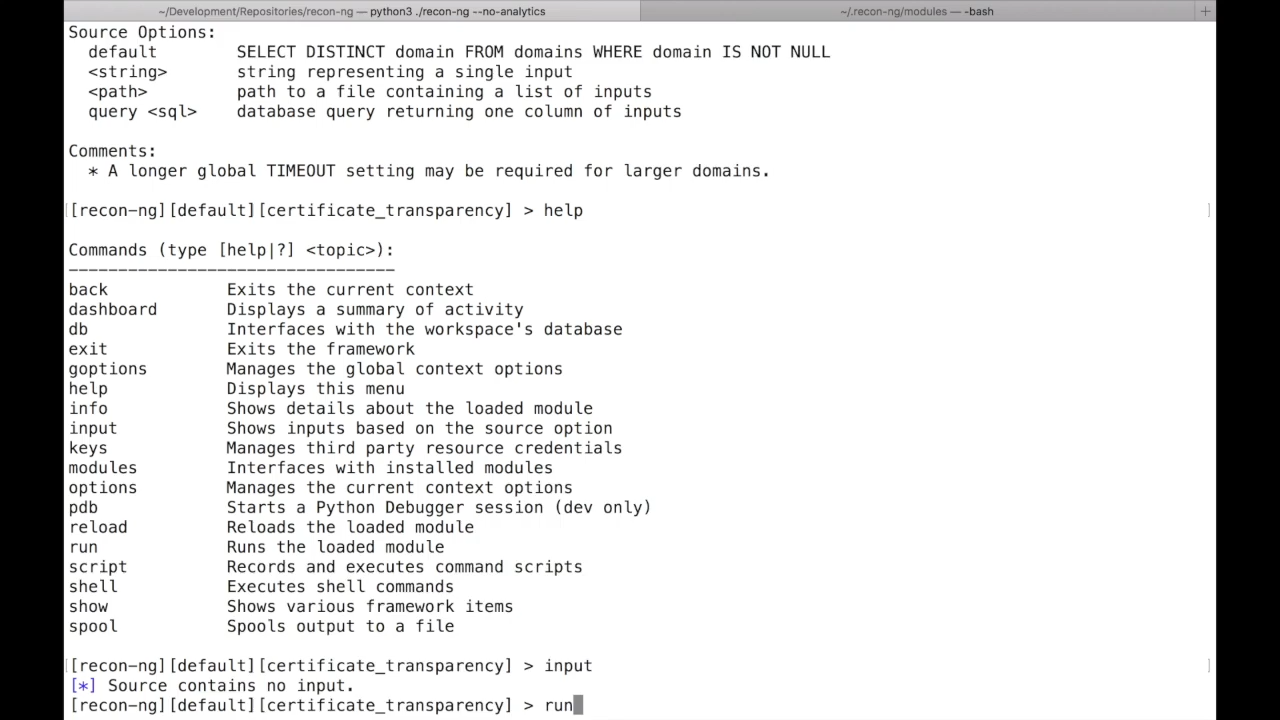 ~/Development/Repositories/recon-ng — python3 ./recon-ng --no-analytics
~/.recon-ng/modules — -bash
+
Source Options:
  default        SELECT DISTINCT domain FROM domains WHERE domain IS NOT NULL
  <string>       string representing a single input
  <path>         path to a file containing a list of inputs
  query <sql>    database query returning one column of inputs
Comments:
  * A longer global TIMEOUT setting may be required for larger domains.
[recon-ng][default][certificate_transparency] > help
Commands (type [help|?] <topic>):
---------------------------------
back            Exits the current context
dashboard       Displays a summary of activity
db              Interfaces with the workspace's database
exit            Exits the framework
goptions        Manages the global context options
help            Displays this menu
info            Shows details about the loaded module
input           Shows inputs based on the source option
keys            Manages third party resource credentials
modules         Interfaces with installed modules
options         Manages the current context options
pdb             Starts a Python Debugger session (dev only)
reload          Reloads the loaded module
run             Runs the loaded module
script          Records and executes command scripts
shell           Executes shell commands
show            Shows various framework items
spool           Spools output to a file
[recon-ng][default][certificate_transparency] > input
[*] Source contains no input.
[recon-ng][default][certificate_transparency] > run